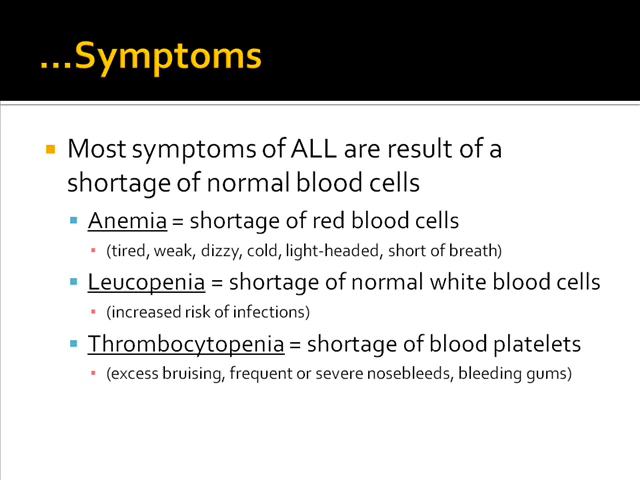 ...Symptoms
Most symptoms of ALL are result of a
shortage of normal blood cells
Anemia = shortage of red blood cells
(tired, weak, dizzy, cold, light-headed, short of breath)
Leucopenia = shortage of normal white blood cells
(increased risk of infections)
Thrombocytopenia = shortage of blood platelets
(excess bruising, frequent or severe nosebleeds, bleeding gums)